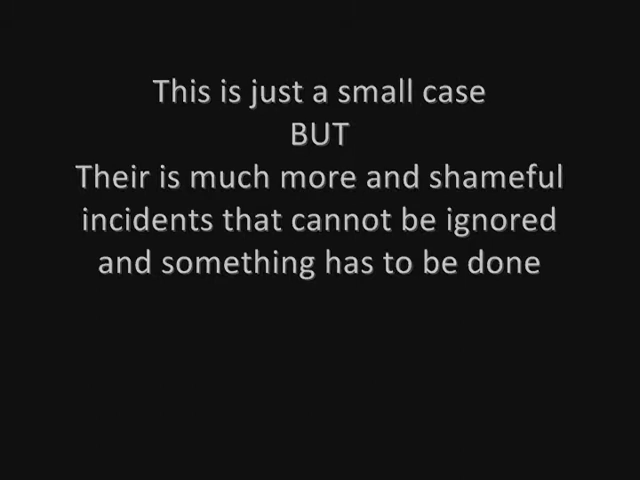 This is just a small case
BUT
Their is much more and shameful
incidents that cannot be ignored
and something has to be done